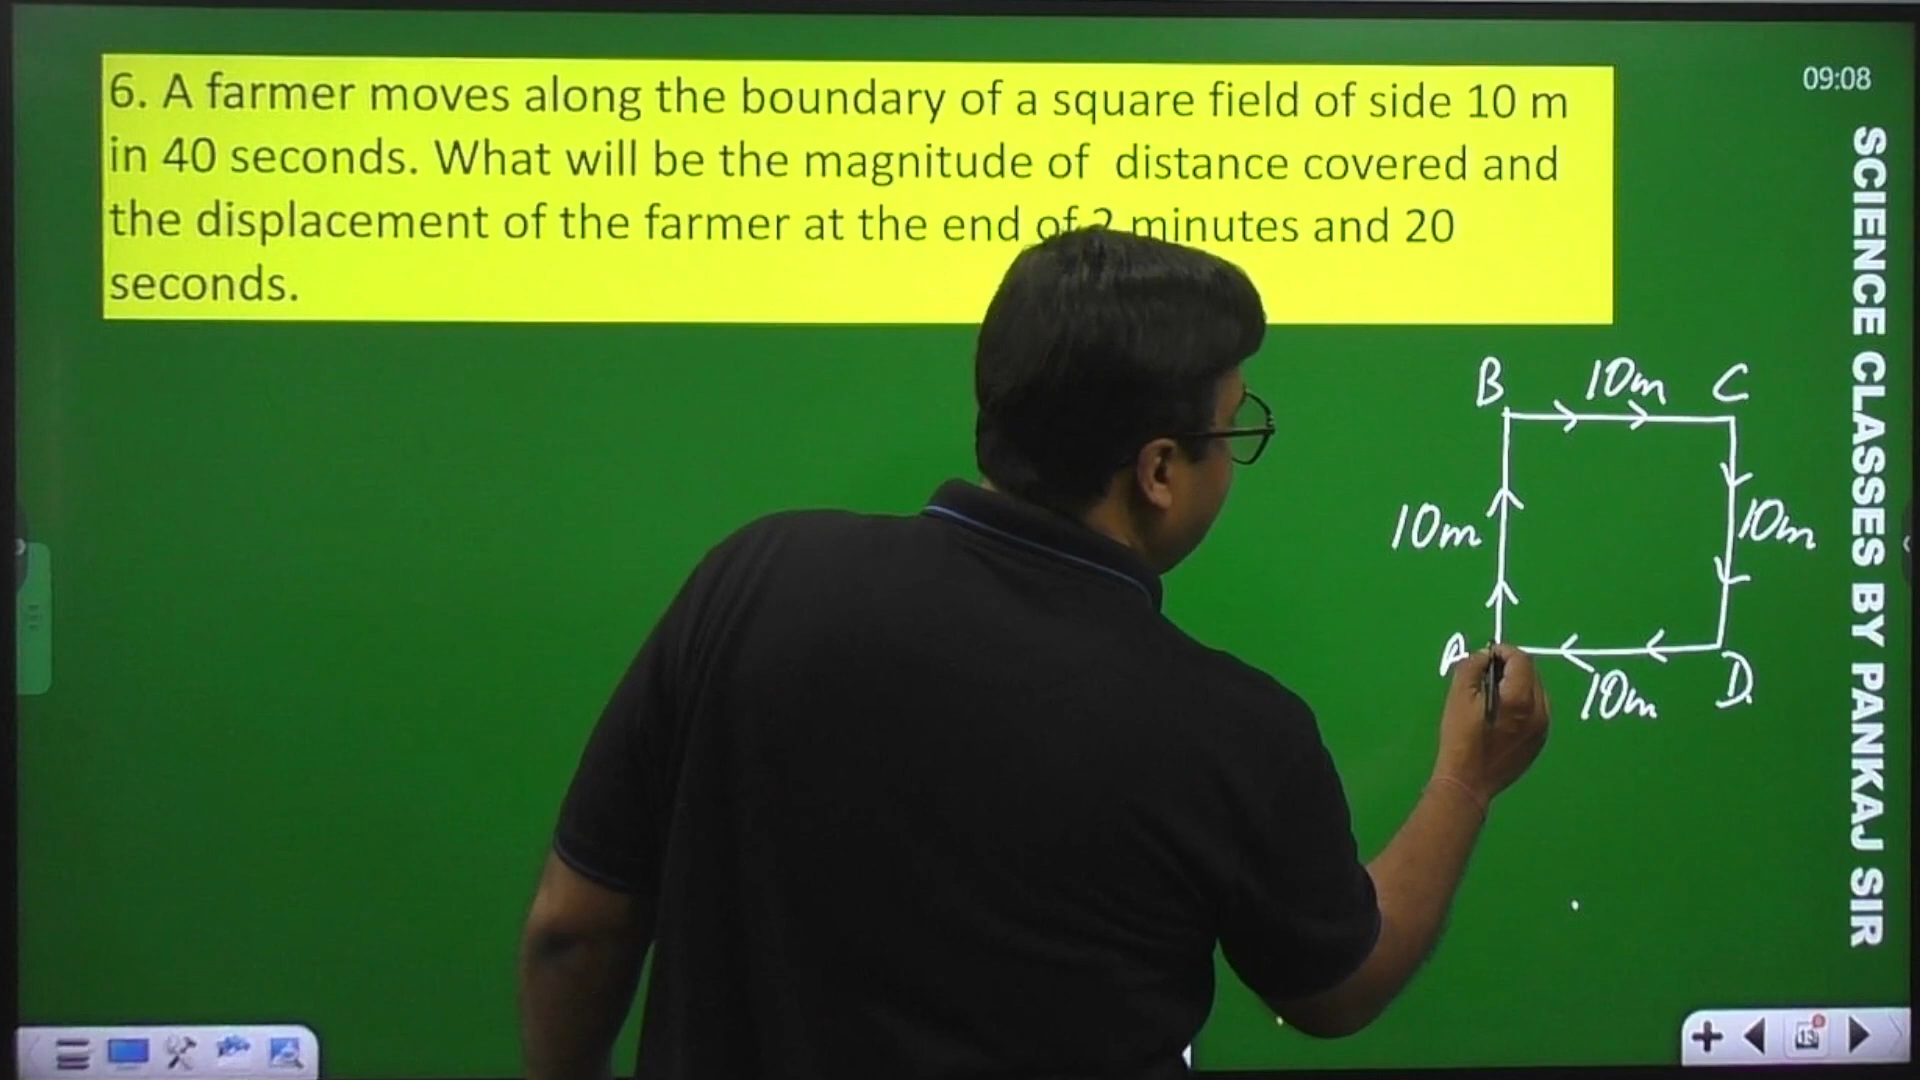 6. A farmer moves along the boundary of a square field of side 10 m
in 40 seconds. What will be the magnitude of distance covered and
the displacement of the farmer at the end of 2 minutes and 20
seconds.
09:08
SCIENCE CLASSES BY PANKAJ SIR
B 10m C
10m 10m
A D
10m